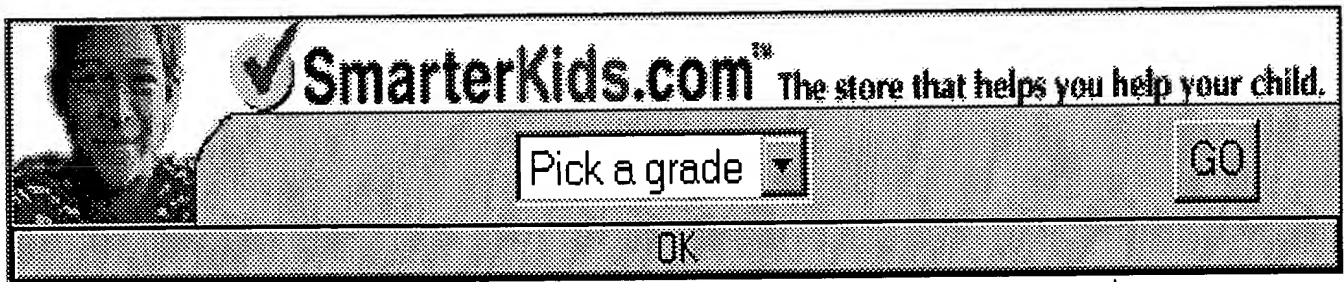 SmarterKids.com™ The store that helps you help your child.
Pick a grade GO
OK